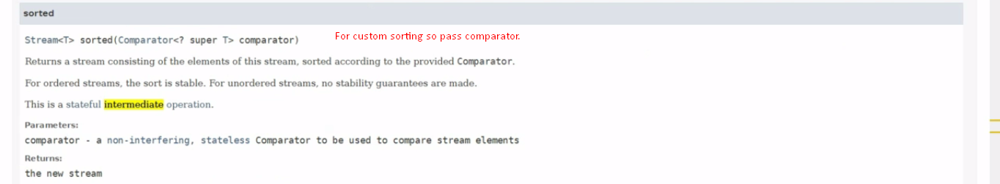 sorted
Stream<T> sorted(Comparator<? super T> comparator) For custom sorting so pass comparator.
Returns a stream consisting of the elements of this stream, sorted according to the provided Comparator.
For ordered streams, the sort is stable. For unordered streams, no stability guarantees are made.
This is a stateful intermediate operation.
Parameters:
comparator - a non-interfering, stateless Comparator to be used to compare stream elements
Returns:
the new stream